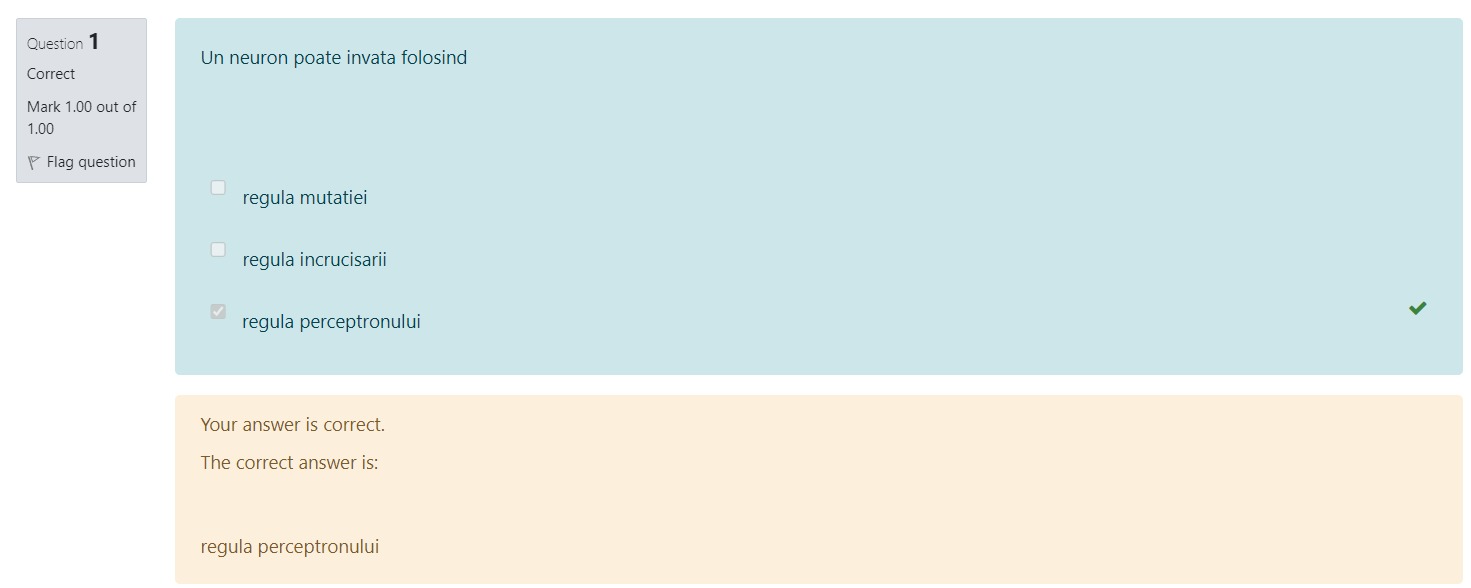 Question 1
Correct
Mark 1.00 out of
1.00
Flag question
Un neuron poate invata folosind
regula mutatiei
regula incrucisarii
regula perceptronului
Your answer is correct.
The correct answer is:
regula perceptronului